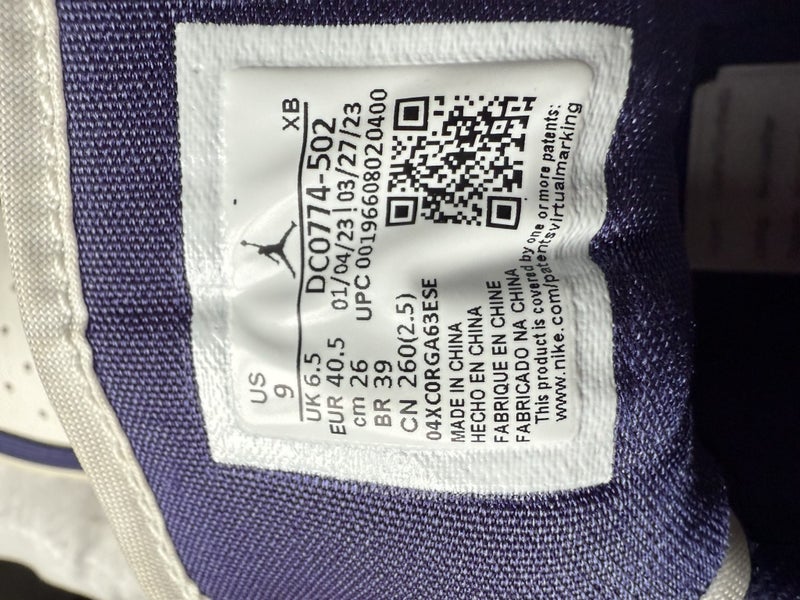 US
9
XB
UK 6.5
EUR 40.5
cm 26
BR 39
CN 260(2.5)
DC0774-502
01/04/23 | 03/27/23
UPC 00196608020400
04XC0RGA63ESE
MADE IN CHINA
HECHO EN CHINA
FABRIQUE EN CHINE
FABRICADO NA CHINA
This product is covered by one or more patents:
www.nike.com/patentsvirtualmarking